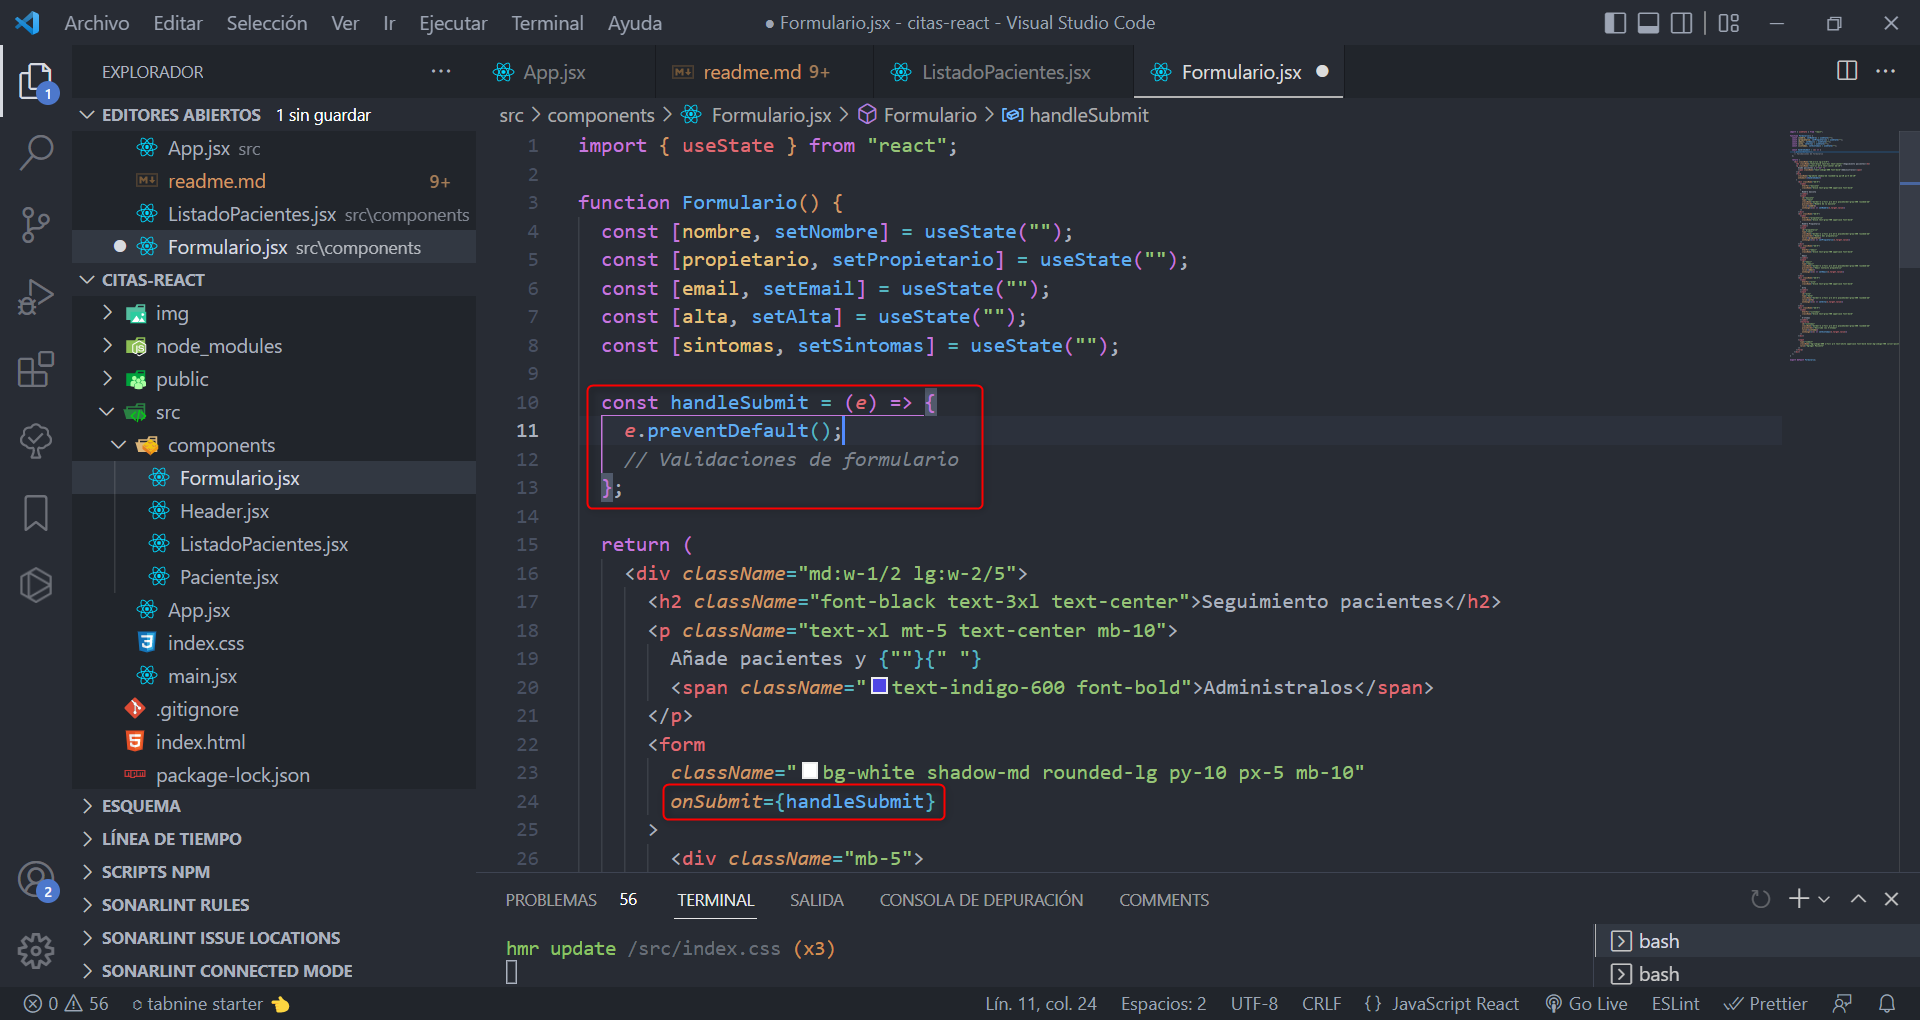 Archivo Editar Selección Ver Ir Ejecutar Terminal Ayuda
● Formulario.jsx - citas-react - Visual Studio Code
EXPLORADOR
App.jsx
readme.md 9+
ListadoPacientes.jsx
Formulario.jsx
1
EDITORES ABIERTOS 1 sin guardar
App.jsx src
readme.md 9+
ListadoPacientes.jsx src\components
Formulario.jsx src\components
CITAS-REACT
img
node_modules
public
src
components
Formulario.jsx
Header.jsx
ListadoPacientes.jsx
Paciente.jsx
App.jsx
index.css
main.jsx
.gitignore
index.html
package-lock.json
ESQUEMA
LÍNEA DE TIEMPO
SCRIPTS NPM
SONARLINT RULES
SONARLINT ISSUE LOCATIONS
SONARLINT CONNECTED MODE
2
src > components > Formulario.jsx > Formulario > handleSubmit
1 import { useState } from "react";
2
3 function Formulario() {
4 const [nombre, setNombre] = useState("");
5 const [propietario, setPropietario] = useState("");
6 const [email, setEmail] = useState("");
7 const [alta, setAlta] = useState("");
8 const [sintomas, setSintomas] = useState("");
9
10 const handleSubmit = (e) => {
11 e.preventDefault();
12 // Validaciones de formulario
13 };
14
15 return (
16 <div className="md:w-1/2 lg:w-2/5">
17 <h2 className="font-black text-3xl text-center">Seguimiento pacientes</h2>
18 <p className="text-xl mt-5 text-center mb-10">
19 Añade pacientes y {""}{" "}
20 <span className="text-indigo-600 font-bold">Administralos</span>
21 </p>
22 <form
23 className="bg-white shadow-md rounded-lg py-10 px-5 mb-10"
24 onSubmit={handleSubmit}
25 >
26 <div className="mb-5">
PROBLEMAS 56 TERMINAL SALIDA CONSOLA DE DEPURACIÓN COMMENTS
hmr update /src/index.css (x3)
bash
bash
0 56 tabnine starter
Lín. 11, col. 24 Espacios: 2 UTF-8 CRLF {} JavaScript React Go Live ESLint Prettier